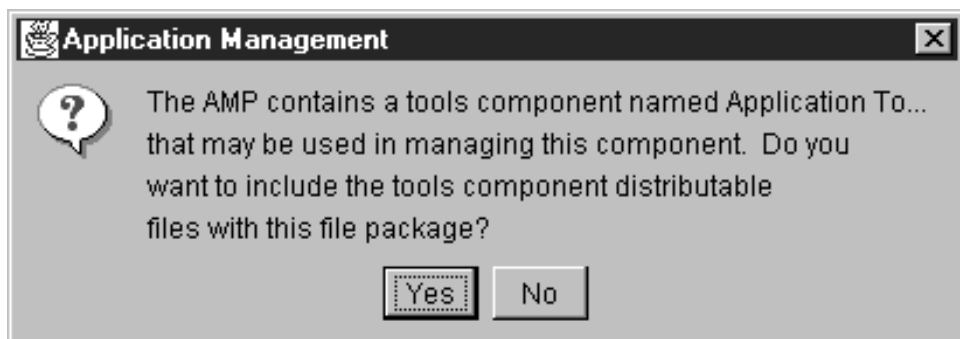 Application Management
?
The AMP contains a tools component named Application To...
that may be used in managing this component.  Do you
want to include the tools component distributable
files with this file package?
Yes No